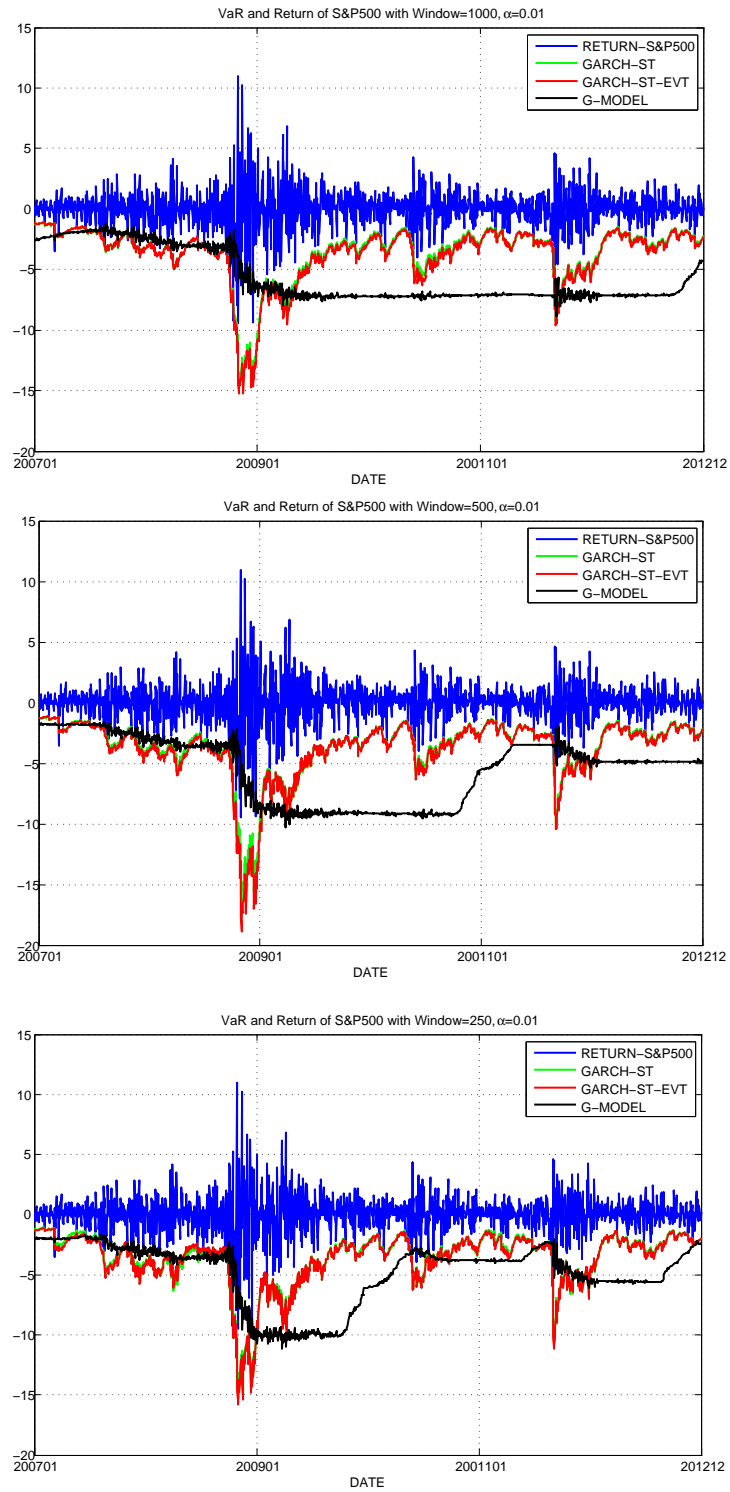 VaR and Return of S&P500 with Window=1000, α=0.01
RETURN−S&P500
GARCH−ST
GARCH−ST−EVT
G−MODEL
15
10
5
0
−5
−10
−15
−20
200701
200901
2001101
201212
DATE
VaR and Return of S&P500 with Window=500, α=0.01
RETURN−S&P500
GARCH−ST
GARCH−ST−EVT
G−MODEL
15
10
5
0
−5
−10
−15
−20
200701
200901
2001101
201212
DATE
VaR and Return of S&P500 with Window=250, α=0.01
RETURN−S&P500
GARCH−ST
GARCH−ST−EVT
G−MODEL
15
10
5
0
−5
−10
−15
−20
200701
200901
2001101
201212
DATE